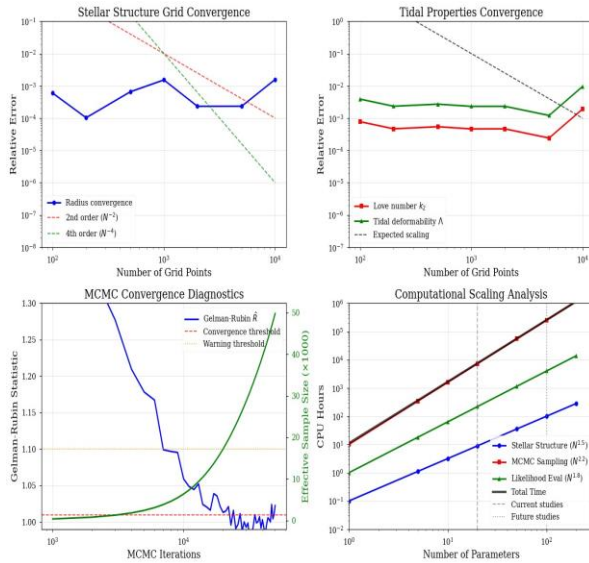 Stellar Structure Grid Convergence
Relative Error
10⁻¹
10⁻²
10⁻³
10⁻⁴
10⁻⁵
10⁻⁶
10⁻⁷
10⁻⁸
Radius convergence
2nd order (N⁻²)
4th order (N⁻⁴)
10²
10³
10⁴
Number of Grid Points
Tidal Properties Convergence
Relative Error
10⁰
10⁻¹
10⁻²
10⁻³
10⁻⁴
10⁻⁵
10⁻⁶
10⁻⁷
Love number k₂
Tidal deformability Λ
Expected scaling
10²
10³
10⁴
Number of Grid Points
MCMC Convergence Diagnostics
Gelman-Rubin Statistic
1.30
1.25
1.20
1.15
1.10
1.05
1.00
Gelman-Rubin R̂
Convergence threshold
Warning threshold
Effective Sample Size (×1000)
50
40
30
20
10
0
10³
10⁴
MCMC Iterations
Computational Scaling Analysis
CPU Hours
10⁶
10⁵
10⁴
10³
10²
10¹
10⁰
10⁻¹
10⁻²
Stellar Structure (N¹⁵)
MCMC Sampling (N²²)
Likelihood Eval (N¹⁸)
Total Time
Current studies
Future studies
10⁰
10¹
10²
Number of Parameters